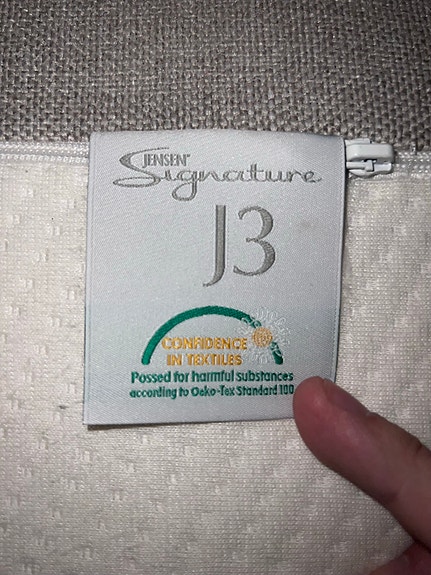 JENSEN®
Signature
J3
CONFIDENCE
IN TEXTILES
Possed for harmful substances
according to Oeko-Tex-Standard 100